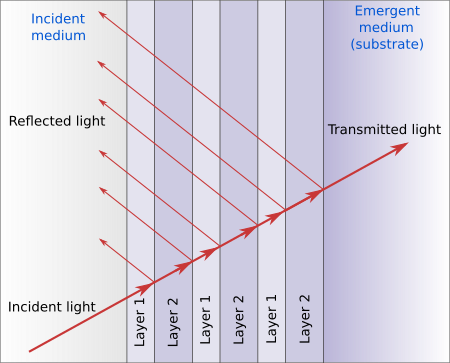 Incident
medium
Emergent
medium
(substrate)
Reflected light
Transmitted light
Incident light
Layer 1
Layer 2
Layer 1
Layer 2
Layer 1
Layer 2